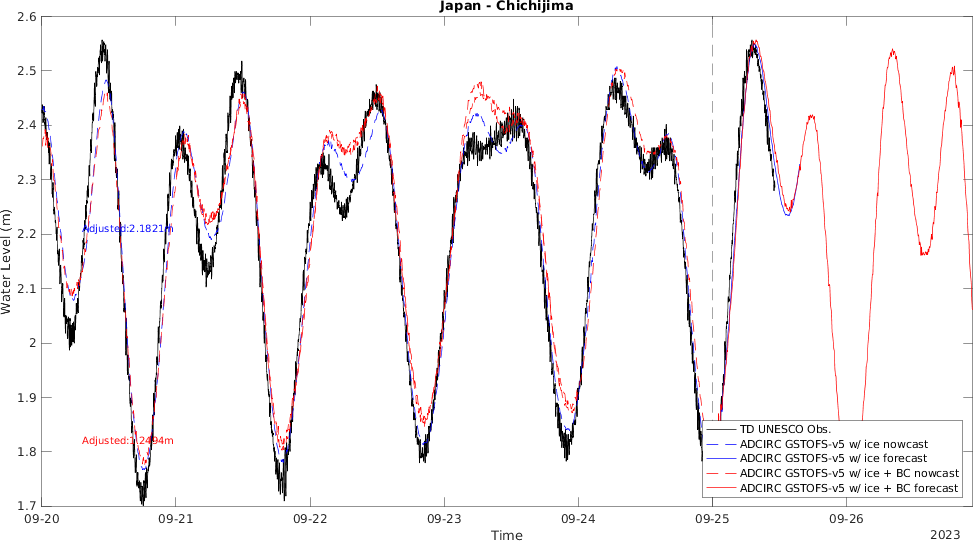 Japan - Chichijima
2.6
2.5
2.4
2.3
2.2
2.1
2
1.9
1.8
1.7
Water Level (m)
Adjusted:2.1821m
Adjusted:1.2494m
TD UNESCO Obs.
ADCIRC GSTOFS-v5 w/ ice nowcast
ADCIRC GSTOFS-v5 w/ ice forecast
ADCIRC GSTOFS-v5 w/ ice + BC nowcast
ADCIRC GSTOFS-v5 w/ ice + BC forecast
09-20 09-21 09-22 09-23 09-24 09-25 09-26
Time
2023